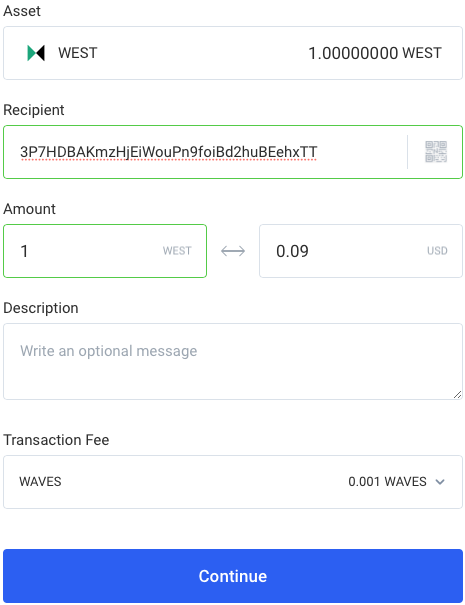 Asset
WEST 1.00000000 WEST
Recipient
3P7HDBAKmzHjEiWouPn9foiBd2huBEehxTT
Amount
1 WEST 0.09 USD
Description
Write an optional message
Transaction Fee
WAVES 0.001 WAVES
Continue